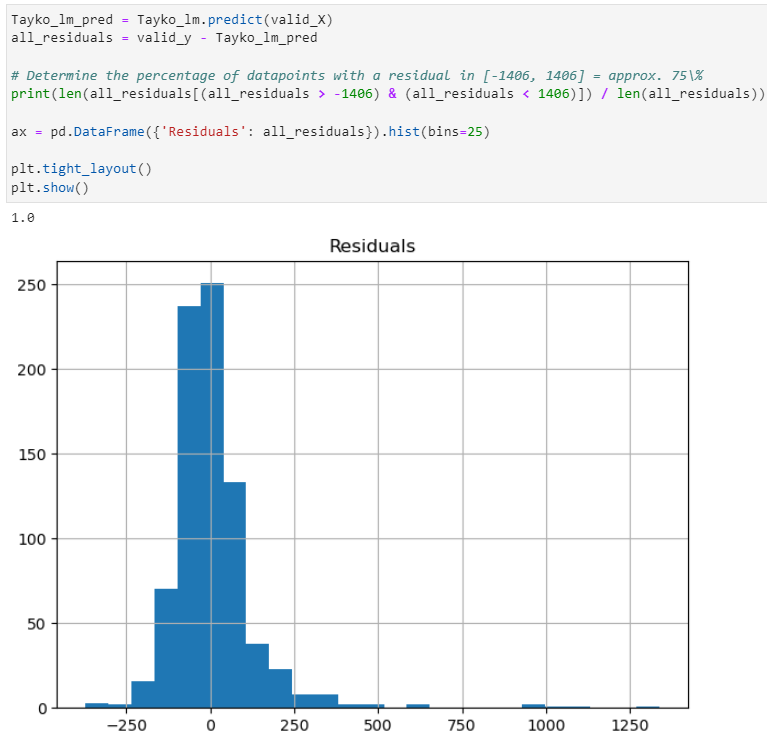 Tayko_lm_pred = Tayko_lm.predict(valid_X)
all_residuals = valid_y - Tayko_lm_pred
# Determine the percentage of datapoints with a residual in [-1406, 1406] = approx. 75\%
print(len(all_residuals[(all_residuals > -1406) & (all_residuals < 1406)]) / len(all_residuals))
ax = pd.DataFrame({'Residuals': all_residuals}).hist(bins=25)
plt.tight_layout()
plt.show()
1.0
Residuals
250
200
150
100
50
0
−250 0 250 500 750 1000 1250